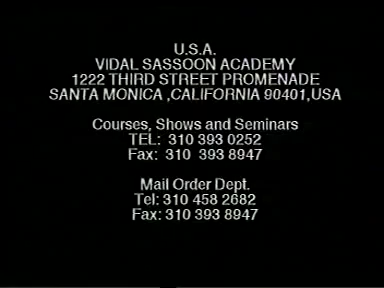 U.S.A.
VIDAL SASSOON ACADEMY
1222 THIRD STREET PROMENADE
SANTA MONICA ,CALIFORNIA 90401,USA
Courses, Shows and Seminars
TEL: 310 393 0252
Fax: 310 393 8947
Mail Order Dept.
Tel: 310 458 2682
Fax: 310 393 8947